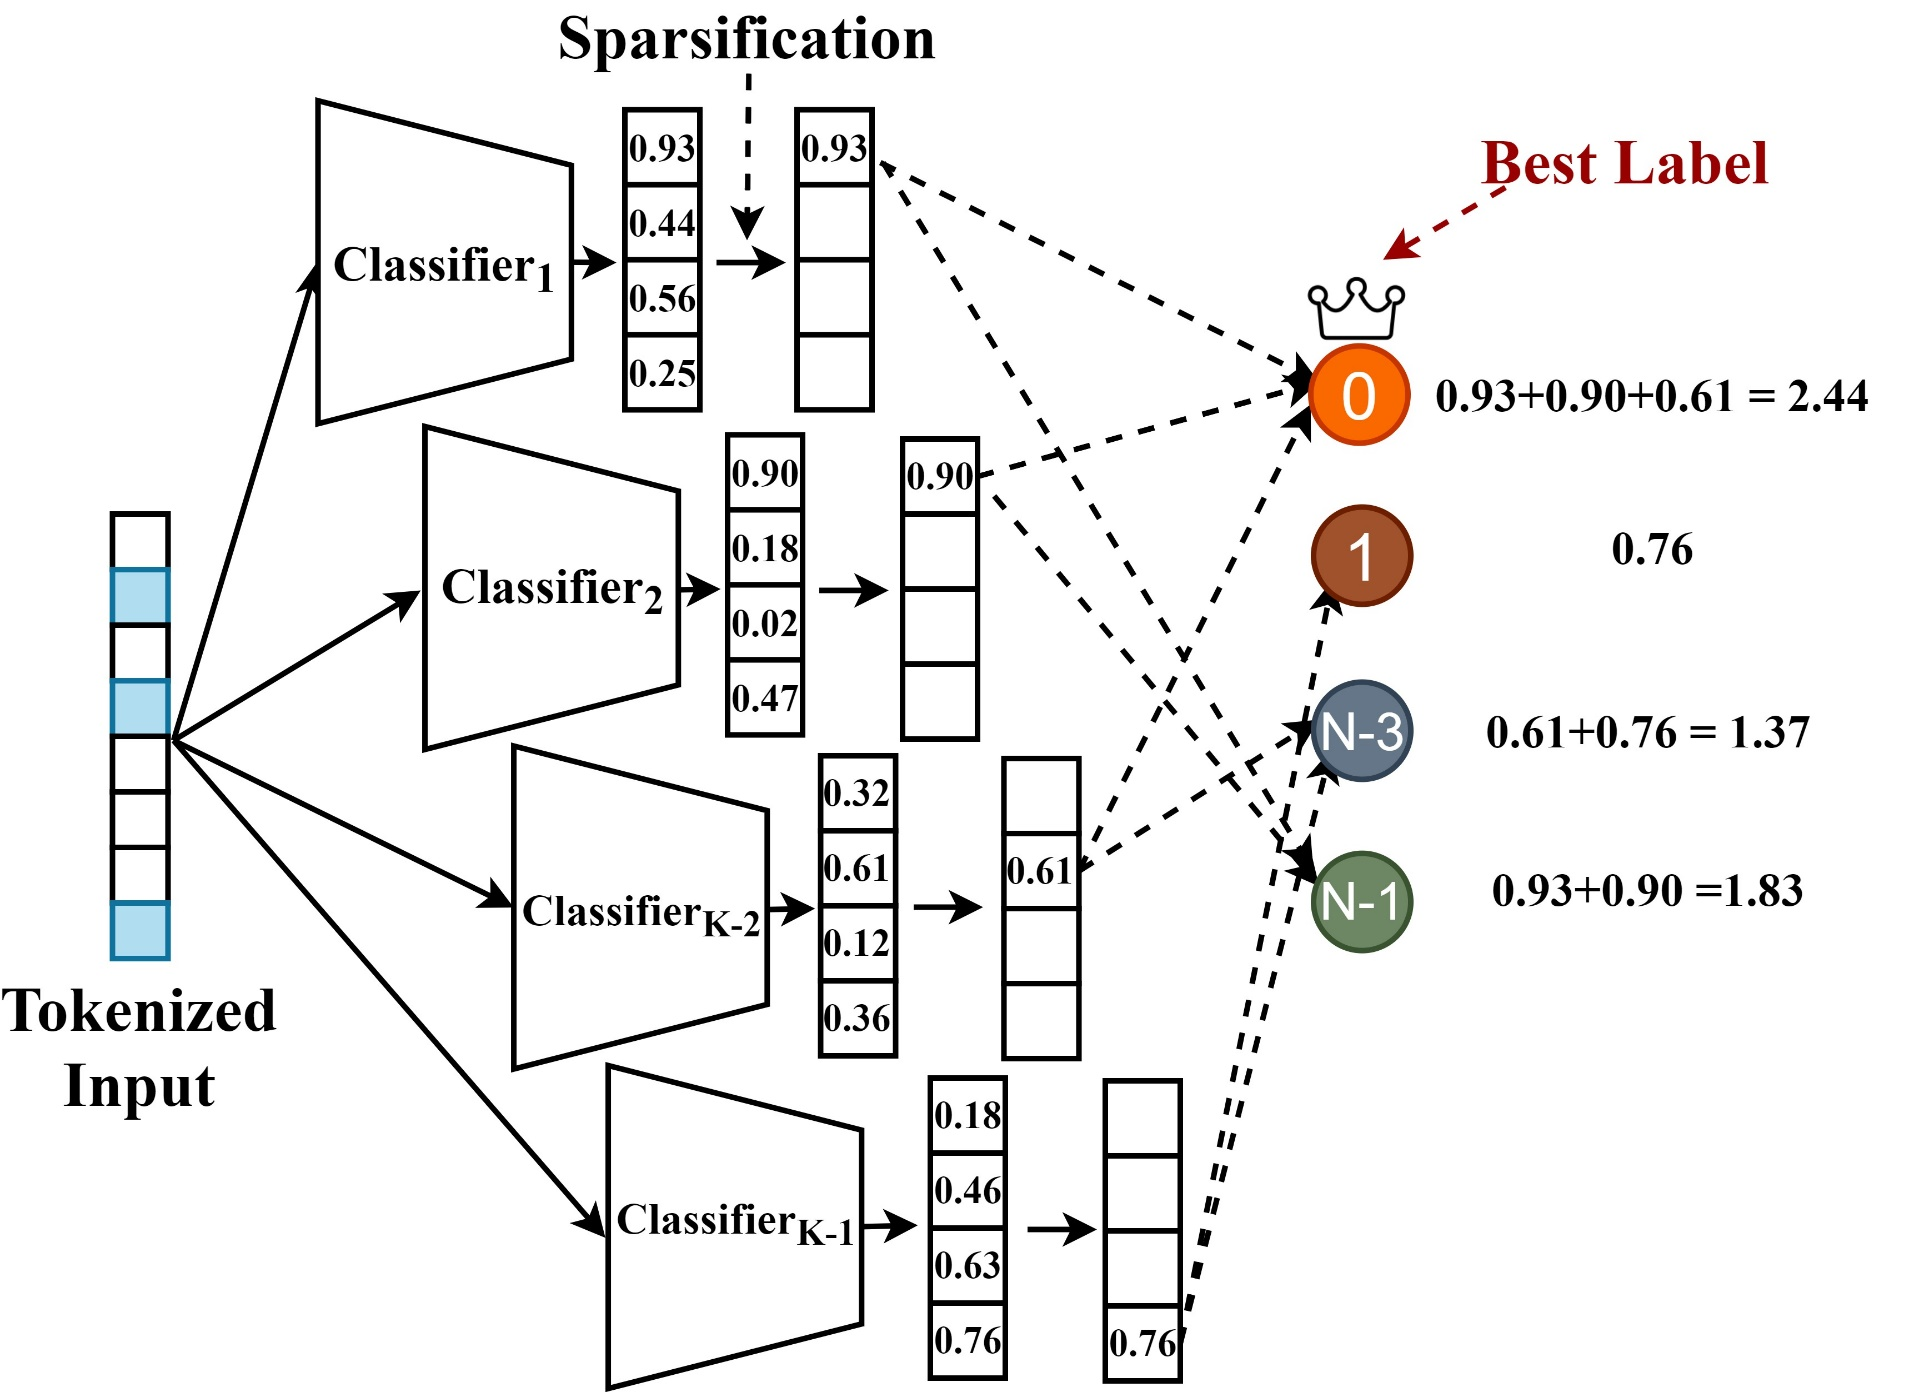 Sparsification
Best Label
Classifier1
0.93
0.44
0.56
0.25
0.93
0
0.93+0.90+0.61 = 2.44
Classifier2
0.90
0.18
0.02
0.47
0.90
1
0.76
N-3
0.61+0.76 = 1.37
ClassifierK-2
0.32
0.61
0.12
0.36
0.61
N-1
0.93+0.90 =1.83
Tokenized
Input
ClassifierK-1
0.18
0.46
0.63
0.76
0.76